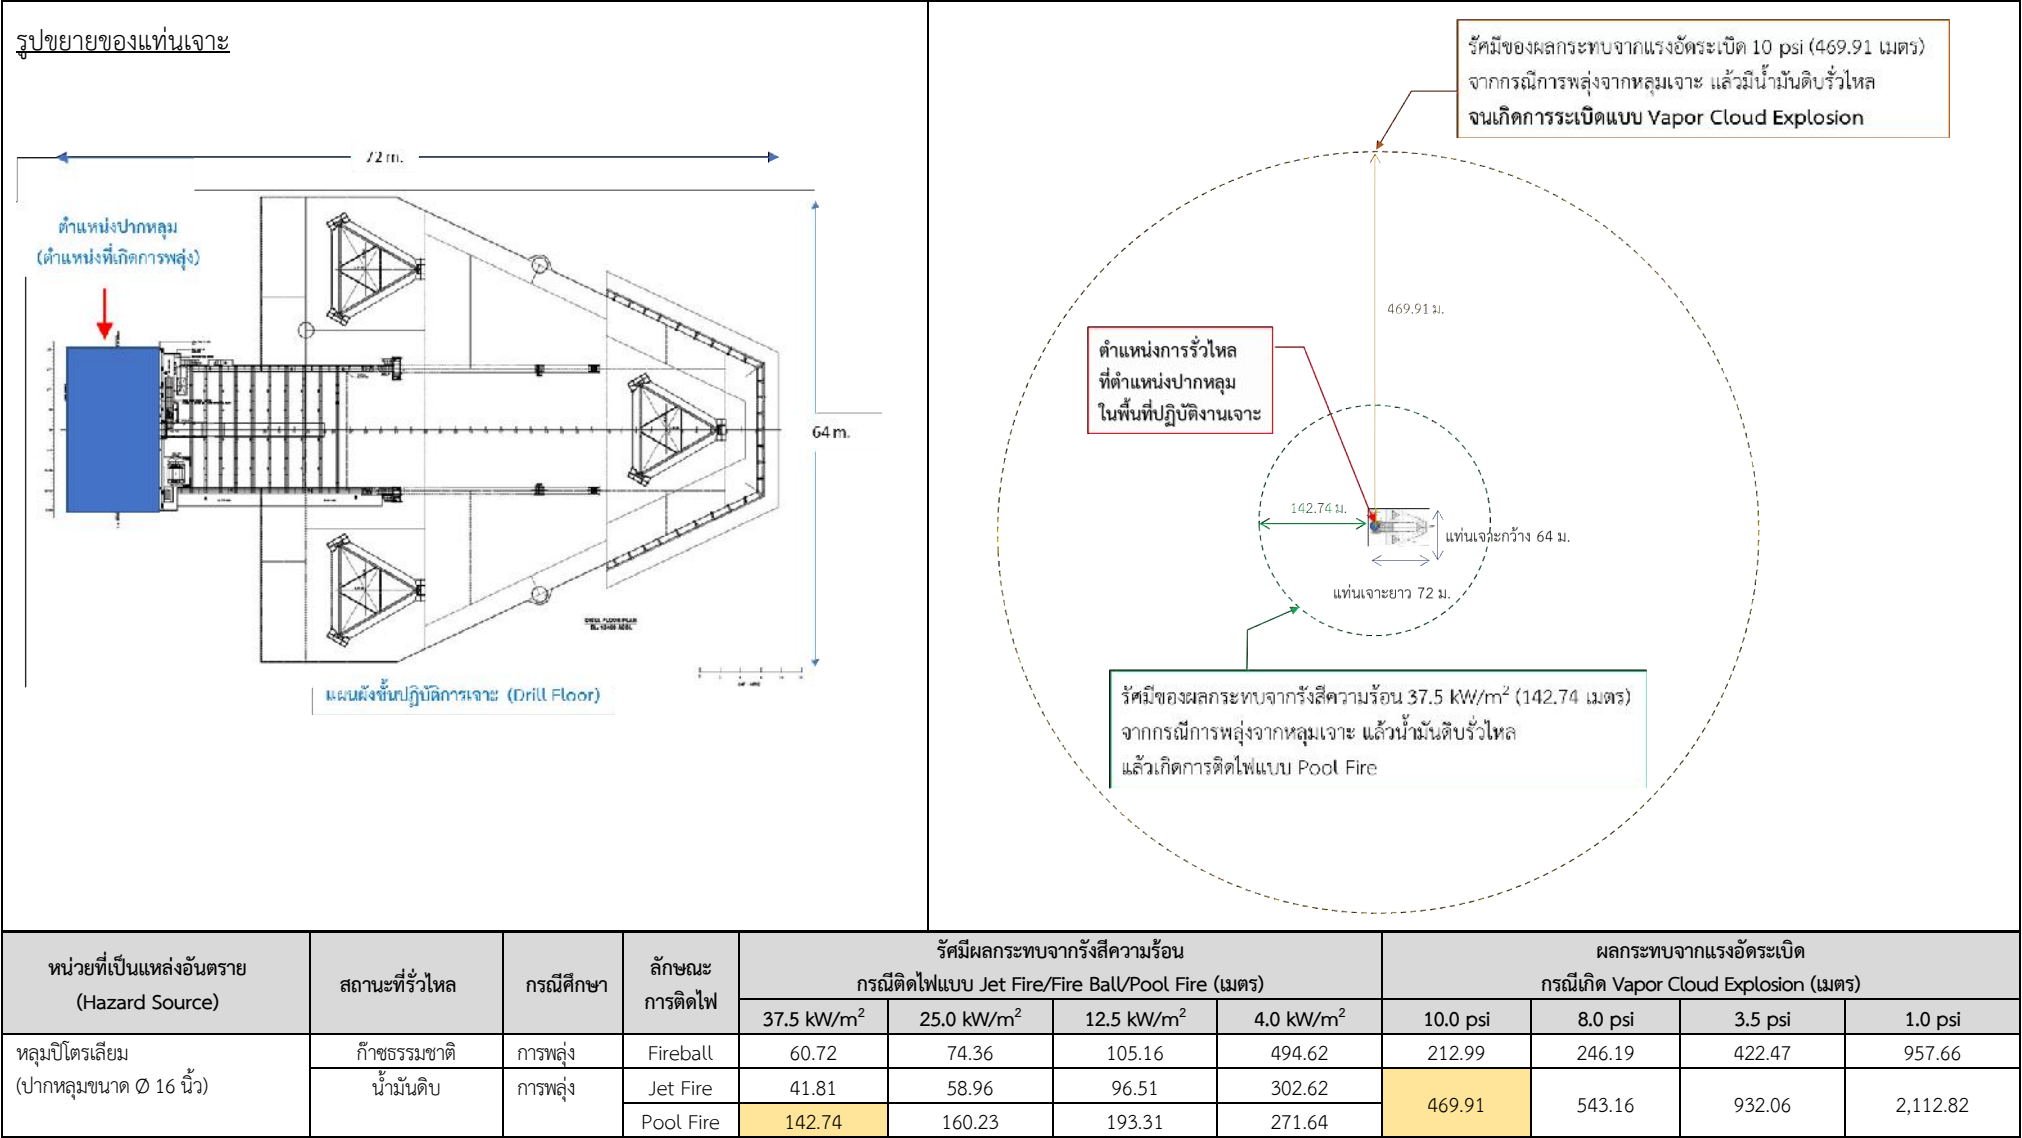 รูปขยายของแท่นเจาะ
72 m.
ตำแหน่งปากหลุม
(ตำแหน่งที่เกิดการพลุ่ง)
64 m.
DRILL FLOOR PLAN
แผนผังชั้นปฏิบัติการเจาะ (Drill Floor)
รัศมีของผลกระทบจากแรงอัดระเบิด 10 psi (469.91 เมตร)
จากกรณีการพลุ่งจากหลุมเจาะ แล้วมีน้ำมันดิบรั่วไหล
จนเกิดการระเบิดแบบ Vapor Cloud Explosion
469.91 ม.
ตำแหน่งการรั่วไหล
ที่ตำแหน่งปากหลุม
ในพื้นที่ปฏิบัติงานเจาะ
142.74 ม.
แท่นเจาะกว้าง 64 ม.
แท่นเจาะยาว 72 ม.
รัศมีของผลกระทบจากรังสีความร้อน 37.5 kW/m² (142.74 เมตร)
จากกรณีการพลุ่งจากหลุมเจาะ แล้วน้ำมันดิบรั่วไหล
แล้วเกิดการติดไฟแบบ Pool Fire
หน่วยที่เป็นแหล่งอันตราย
(Hazard Source)
สถานะที่รั่วไหล
กรณีศึกษา
ลักษณะ
การติดไฟ
รัศมีผลกระทบจากรังสีความร้อน
กรณีติดไฟแบบ Jet Fire/Fire Ball/Pool Fire (เมตร)
ผลกระทบจากแรงอัดระเบิด
กรณีเกิด Vapor Cloud Explosion (เมตร)
37.5 kW/m² 25.0 kW/m² 12.5 kW/m² 4.0 kW/m² 10.0 psi 8.0 psi 3.5 psi 1.0 psi
หลุมปิโตรเลียม
(ปากหลุมขนาด Ø 16 นิ้ว)
ก๊าซธรรมชาติ การพลุ่ง Fireball 60.72 74.36 105.16 494.62 212.99 246.19 422.47 957.66
น้ำมันดิบ การพลุ่ง Jet Fire 41.81 58.96 96.51 302.62 469.91 543.16 932.06 2,112.82
Pool Fire 142.74 160.23 193.31 271.64